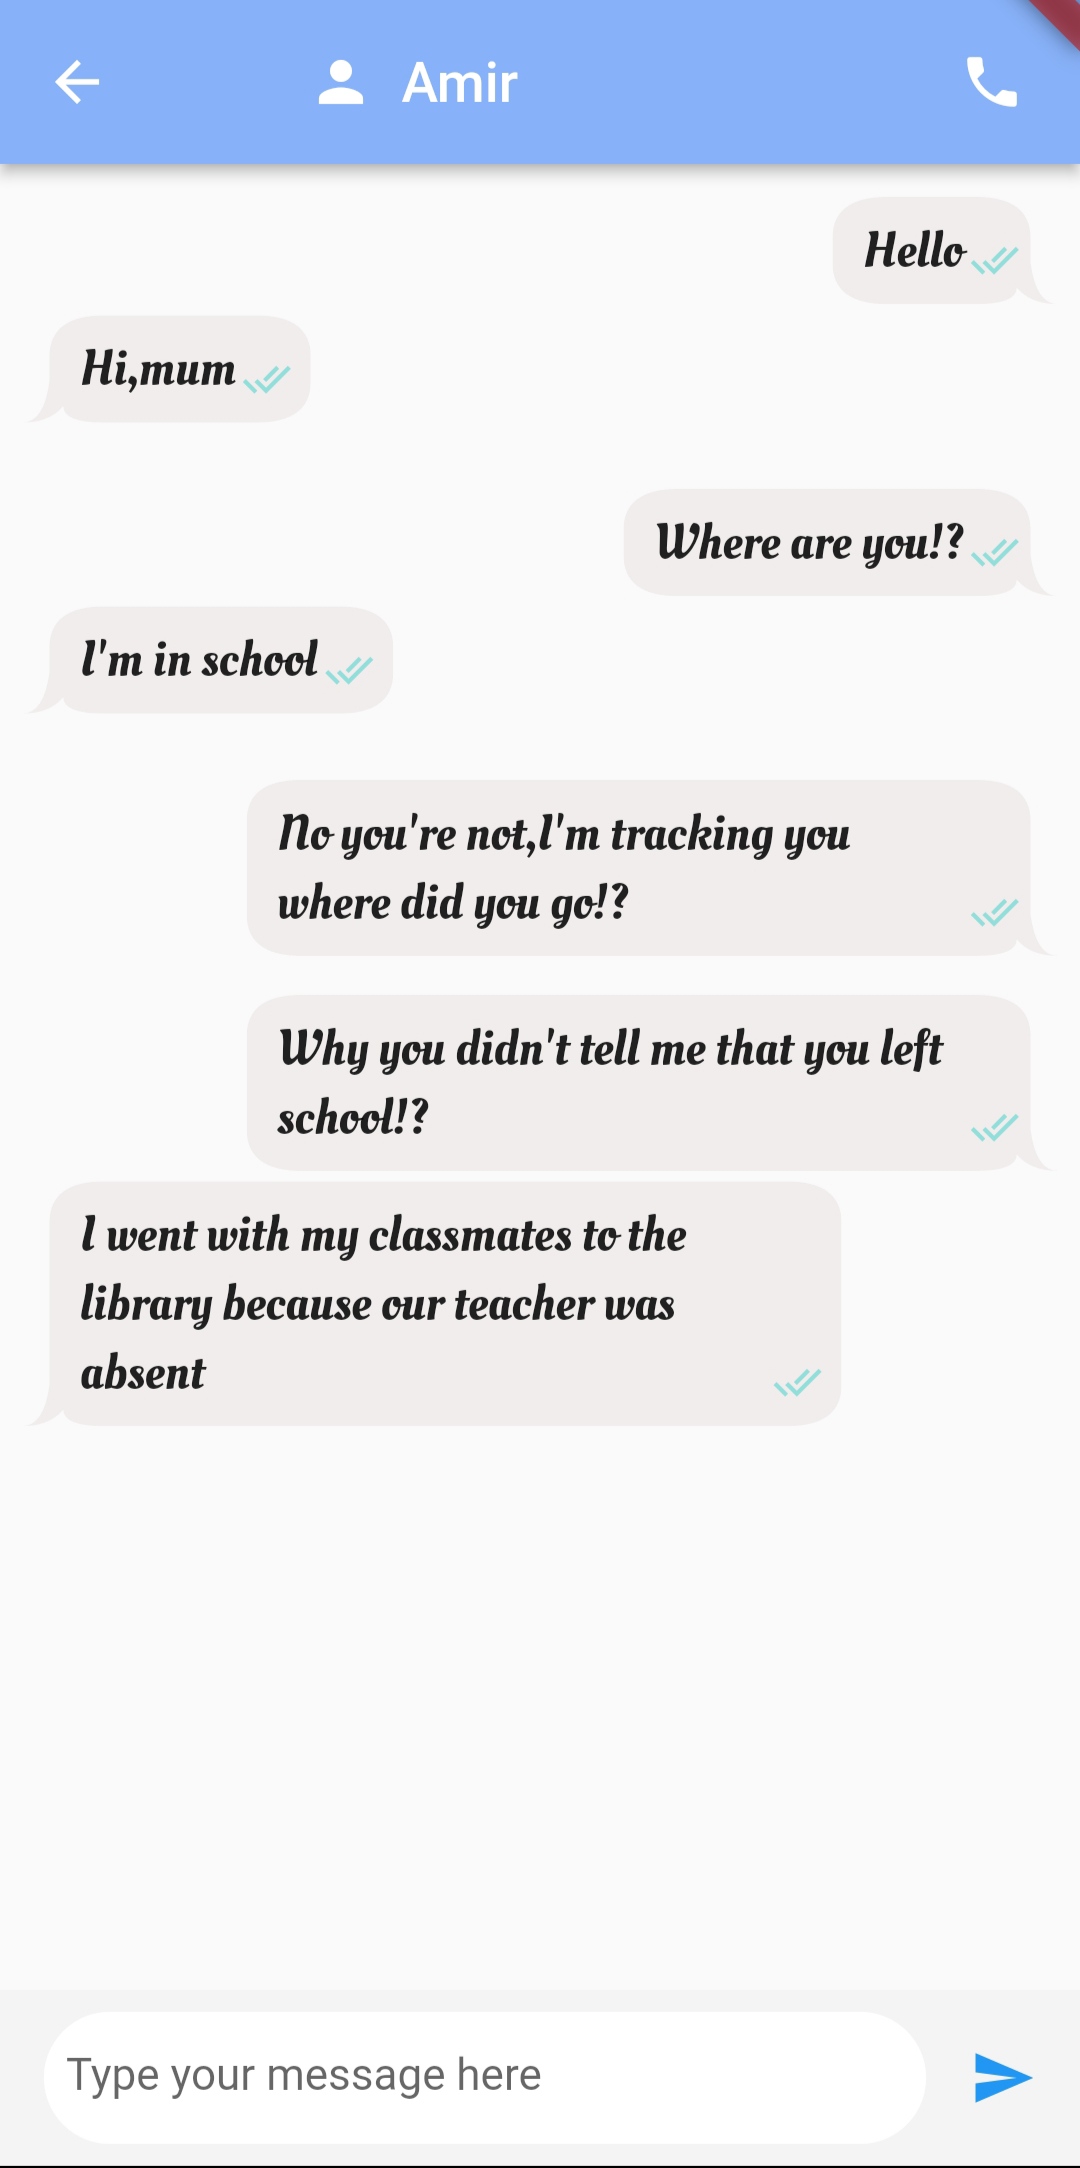 Amir
Hello
Hi,mum
Where are you!?
I'm in school
No you're not,I'm tracking you
where did you go!?
Why you didn't tell me that you left
school!?
I went with my classmates to the
library because our teacher was
absent
Type your message here